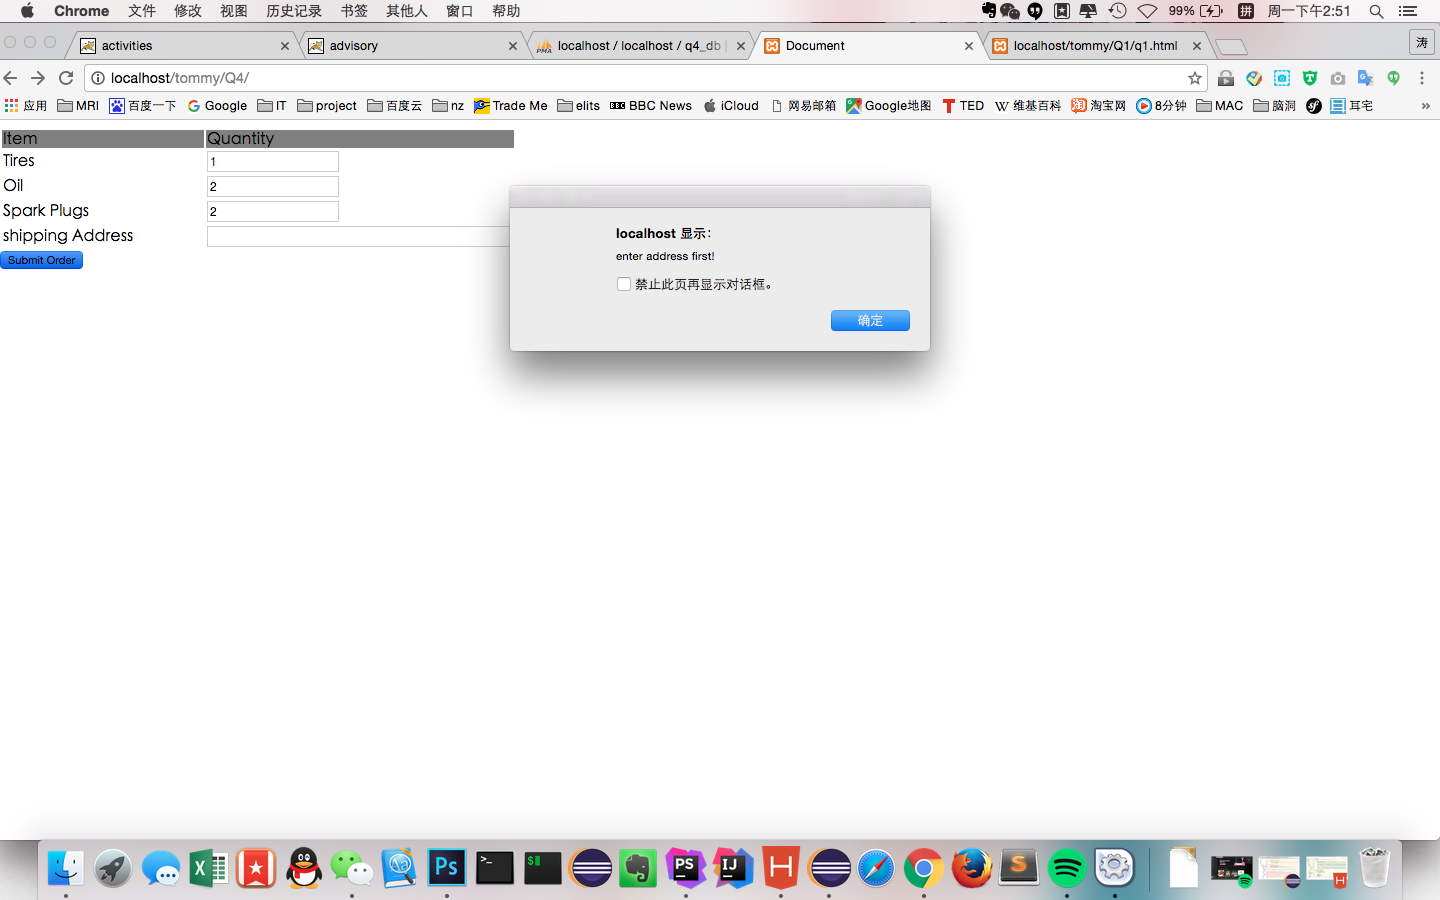 Chrome 文件 修改 视图 历史记录 书签 其他人 窗口 帮助 99% 拼 周一下午2:51
activities advisory localhost / localhost / q4_db Document localhost/tommy/Q1/q1.html 涛
localhost/tommy/Q4/
应用 MRI 百度一下 Google IT project 百度云 nz Trade Me elits BBC News iCloud 网易邮箱 Google地图 TED 维基百科 淘宝网 8分钟 MAC 脑洞 耳宅 »
Item Quantity
Tires 1
Oil 2
Spark Plugs 2
shipping Address
Submit Order
localhost 显示：
enter address first!
禁止此页再显示对话框。
确定